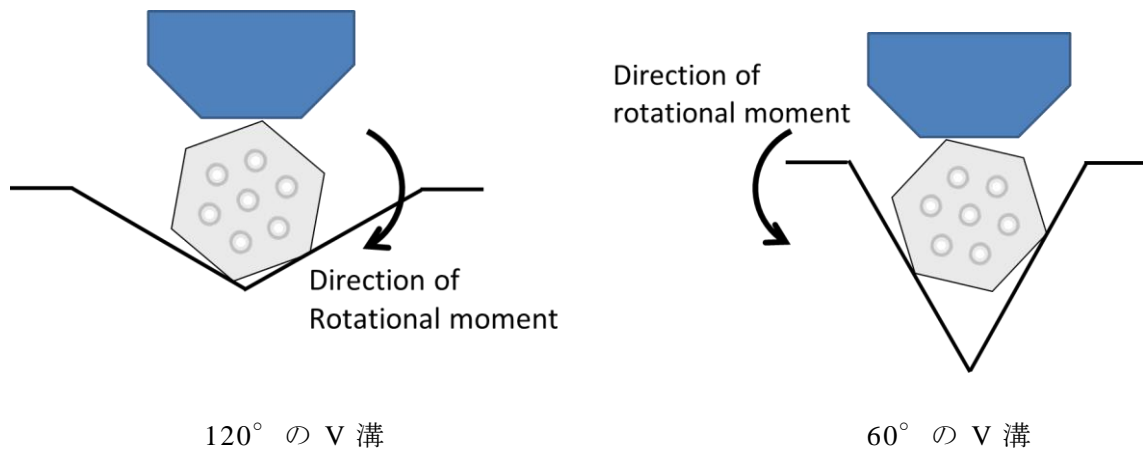 Direction of
Rotational moment
Direction of
rotational moment
120° の V 溝
60° の V 溝